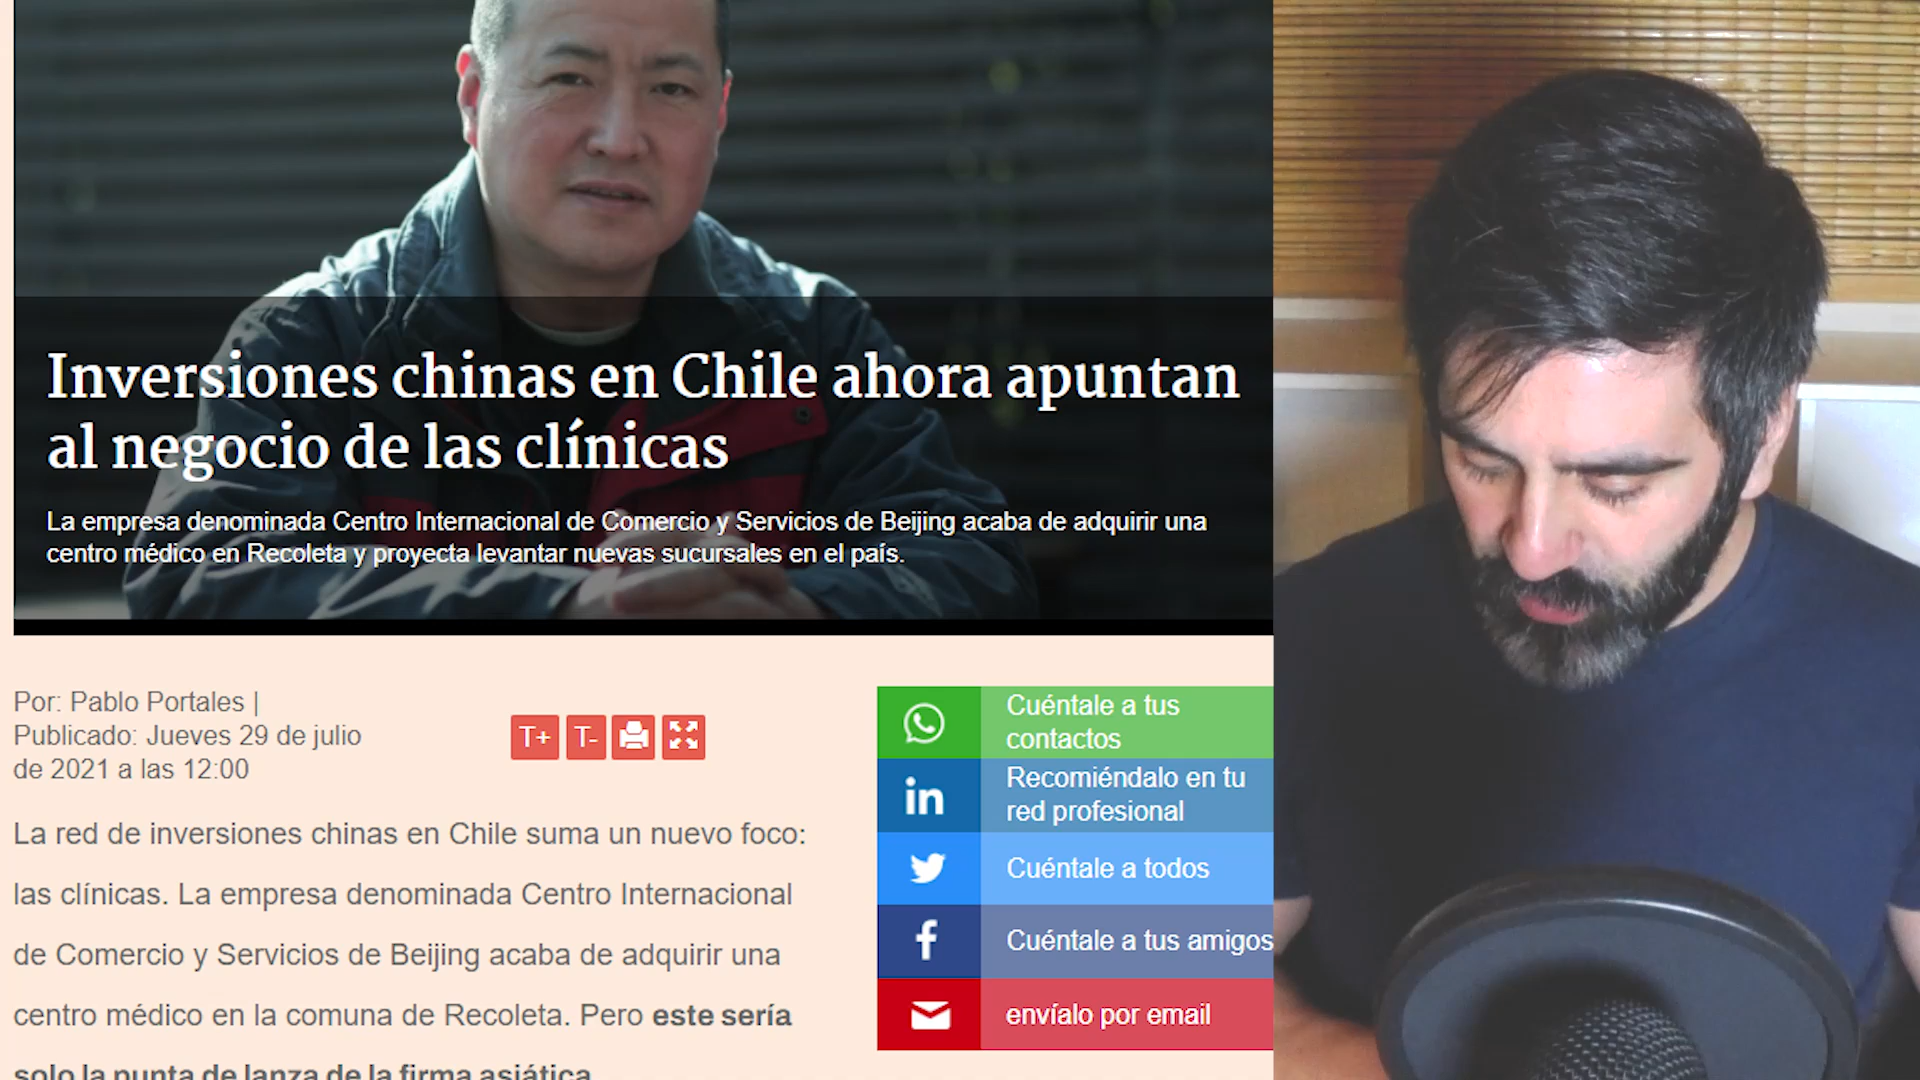 Inversiones chinas en Chile ahora apuntan
al negocio de las clínicas
La empresa denominada Centro Internacional de Comercio y Servicios de Beijing acaba de adquirir una
centro médico en Recoleta y proyecta levantar nuevas sucursales en el país.
Por: Pablo Portales |
Publicado: Jueves 29 de julio
de 2021 a las 12:00
T+ T-
La red de inversiones chinas en Chile suma un nuevo foco:
las clínicas. La empresa denominada Centro Internacional
de Comercio y Servicios de Beijing acaba de adquirir una
centro médico en la comuna de Recoleta. Pero este sería
solo la punta de lanza de la firma asiática
Cuéntale a tus
contactos
in
Recomiéndalo en tu
red profesional
Cuéntale a todos
f
Cuéntale a tus amigos
envíalo por email